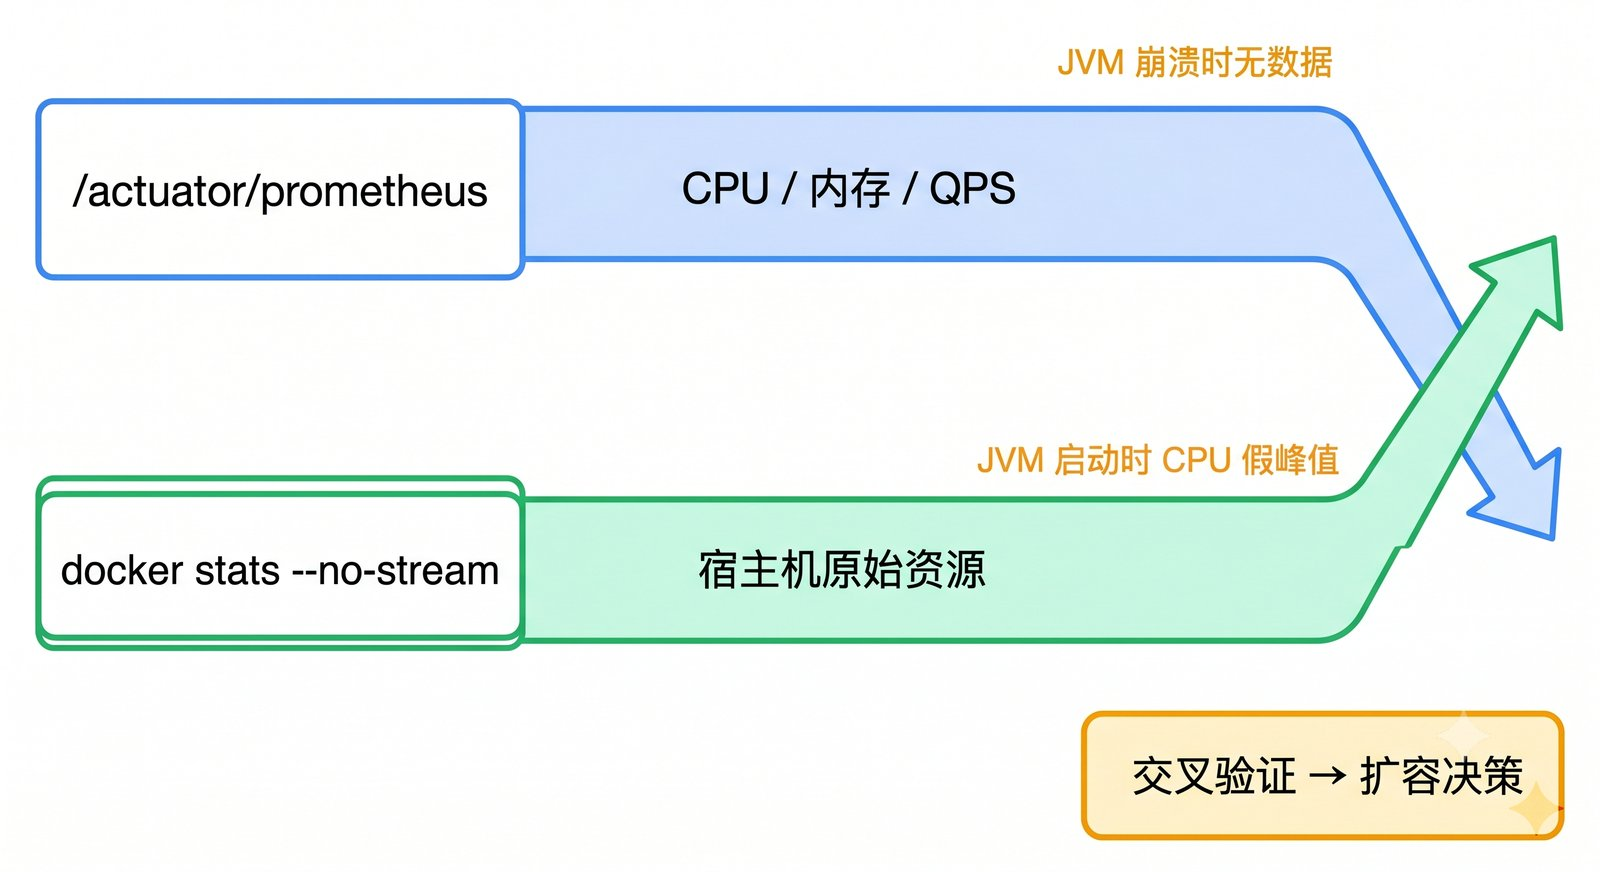 JVM 崩溃时无数据
/actuator/prometheus
CPU / 内存 / QPS
JVM 启动时 CPU 假峰值
docker stats --no-stream
宿主机原始资源
交叉验证 → 扩容决策